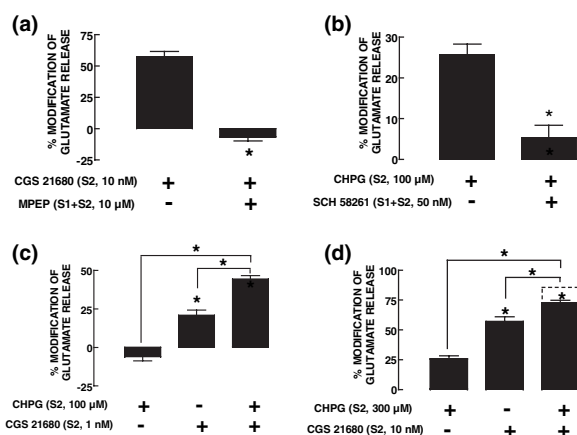 (a)
% MODIFICATION OF
GLUTAMATE RELEASE
75
50
25
0
-25
*
CGS 21680 (S2, 10 nM) + +
MPEP (S1+S2, 10 µM) - +
(b)
% MODIFICATION OF
GLUTAMATE RELEASE
30
20
10
0
*
*
CHPG (S2, 100 µM) + +
SCH 58261 (S1+S2, 50 nM) - +
(c)
% MODIFICATION OF
GLUTAMATE RELEASE
50
25
0
-25
*
*
*
*
CHPG (S2, 100 µM) + - +
CGS 21680 (S2, 1 nM) - + +
(d)
% MODIFICATION OF
GLUTAMATE RELEASE
100
75
50
25
0
*
*
*
*
CHPG (S2, 300 µM) + - +
CGS 21680 (S2, 10 nM) - + +